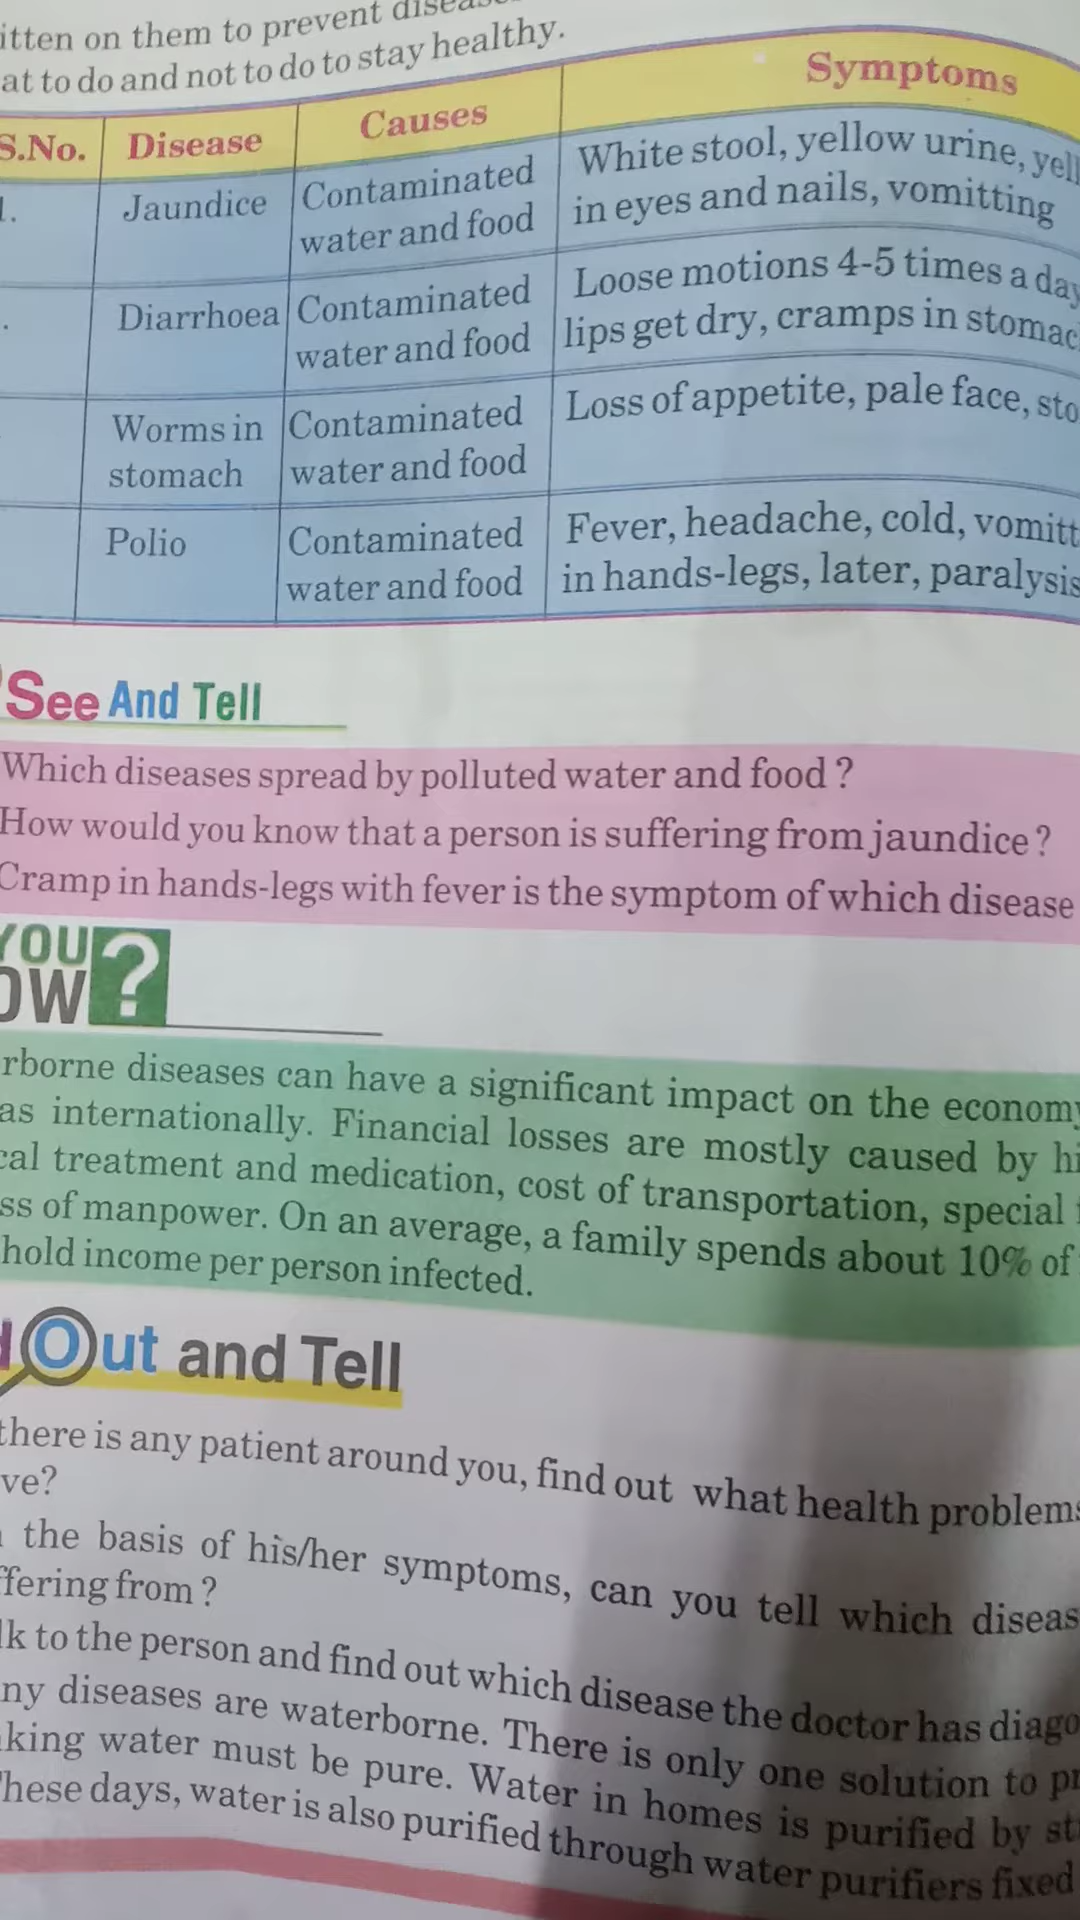 itten on them to prevent
at to do and not to do to stay healthy.
S.No. Disease Causes Symptoms
1. Jaundice Contaminated water and food White stool, yellow urine, yell
in eyes and nails, vomitting
Diarrhoea Contaminated water and food Loose motions 4-5 times a day
lips get dry, cramps in stomac
Worms in stomach Contaminated water and food Loss of appetite, pale face, sto
Polio Contaminated water and food Fever, headache, cold, vomitt
in hands-legs, later, paralysis
See And Tell
Which diseases spread by polluted water and food ?
How would you know that a person is suffering from jaundice ?
Cramp in hands-legs with fever is the symptom of which disease
YOU
OW ?
rborne diseases can have a significant impact on the economy
as internationally. Financial losses are mostly caused by hi
cal treatment and medication, cost of transportation, special
ss of manpower. On an average, a family spends about 10% of
hold income per person infected.
d Out and Tell
there is any patient around you, find out what health problems
ve?
the basis of his/her symptoms, can you tell which diseas
ffering from ?
lk to the person and find out which disease the doctor has diago
ny diseases are waterborne. There is only one solution to pr
king water must be pure. Water in homes is purified by st
These days, water is also purified through water purifiers fixed